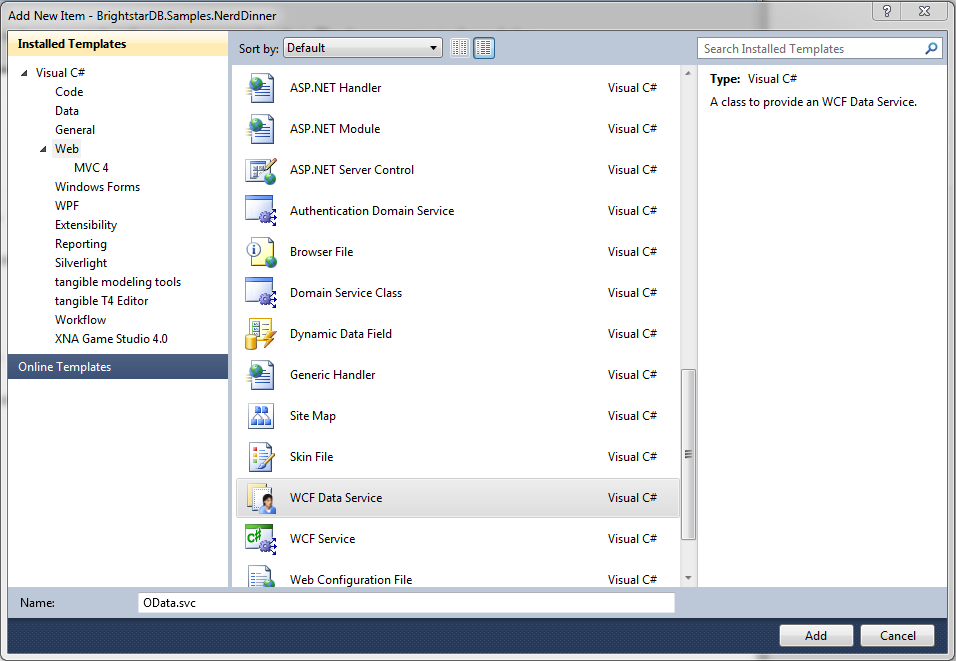 Add New Item - BrightstarDB.Samples.NerdDinner
Installed Templates
Visual C#
Code
Data
General
Web
MVC 4
Windows Forms
WPF
Extensibility
Reporting
Silverlight
tangible modeling tools
tangible T4 Editor
Workflow
XNA Game Studio 4.0
Online Templates
Sort by: Default
ASP.NET Handler Visual C#
ASP.NET Module Visual C#
ASP.NET Server Control Visual C#
Authentication Domain Service Visual C#
Browser File Visual C#
Domain Service Class Visual C#
Dynamic Data Field Visual C#
Generic Handler Visual C#
Site Map Visual C#
Skin File Visual C#
WCF Data Service Visual C#
WCF Service Visual C#
Web Configuration File Visual C#
Search Installed Templates
Type: Visual C#
A class to provide an WCF Data Service.
Name: OData.svc
Add Cancel